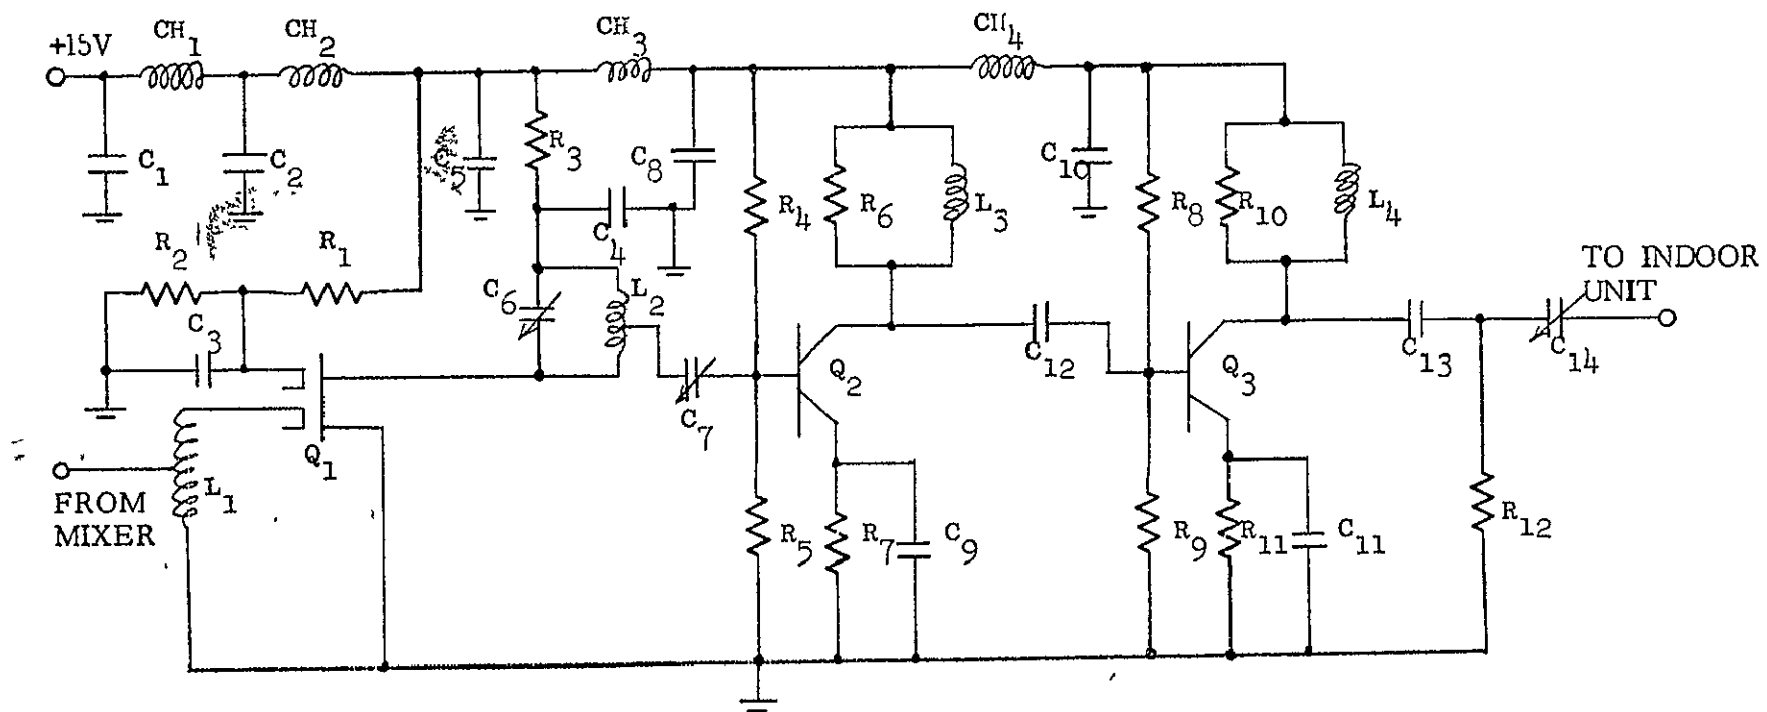 +15V
CH1
CH2
CH3
CH4
C1
C2
C5
R3
C8
C4
R4
R6
L3
C10
R8
R10
L4
R2
R1
C3
C6
L2
C7
Q2
C12
Q3
C13
C14
TO INDOOR
UNIT
Q1
L1
FROM
MIXER
R5
R7
C9
R9
R11
C11
R12